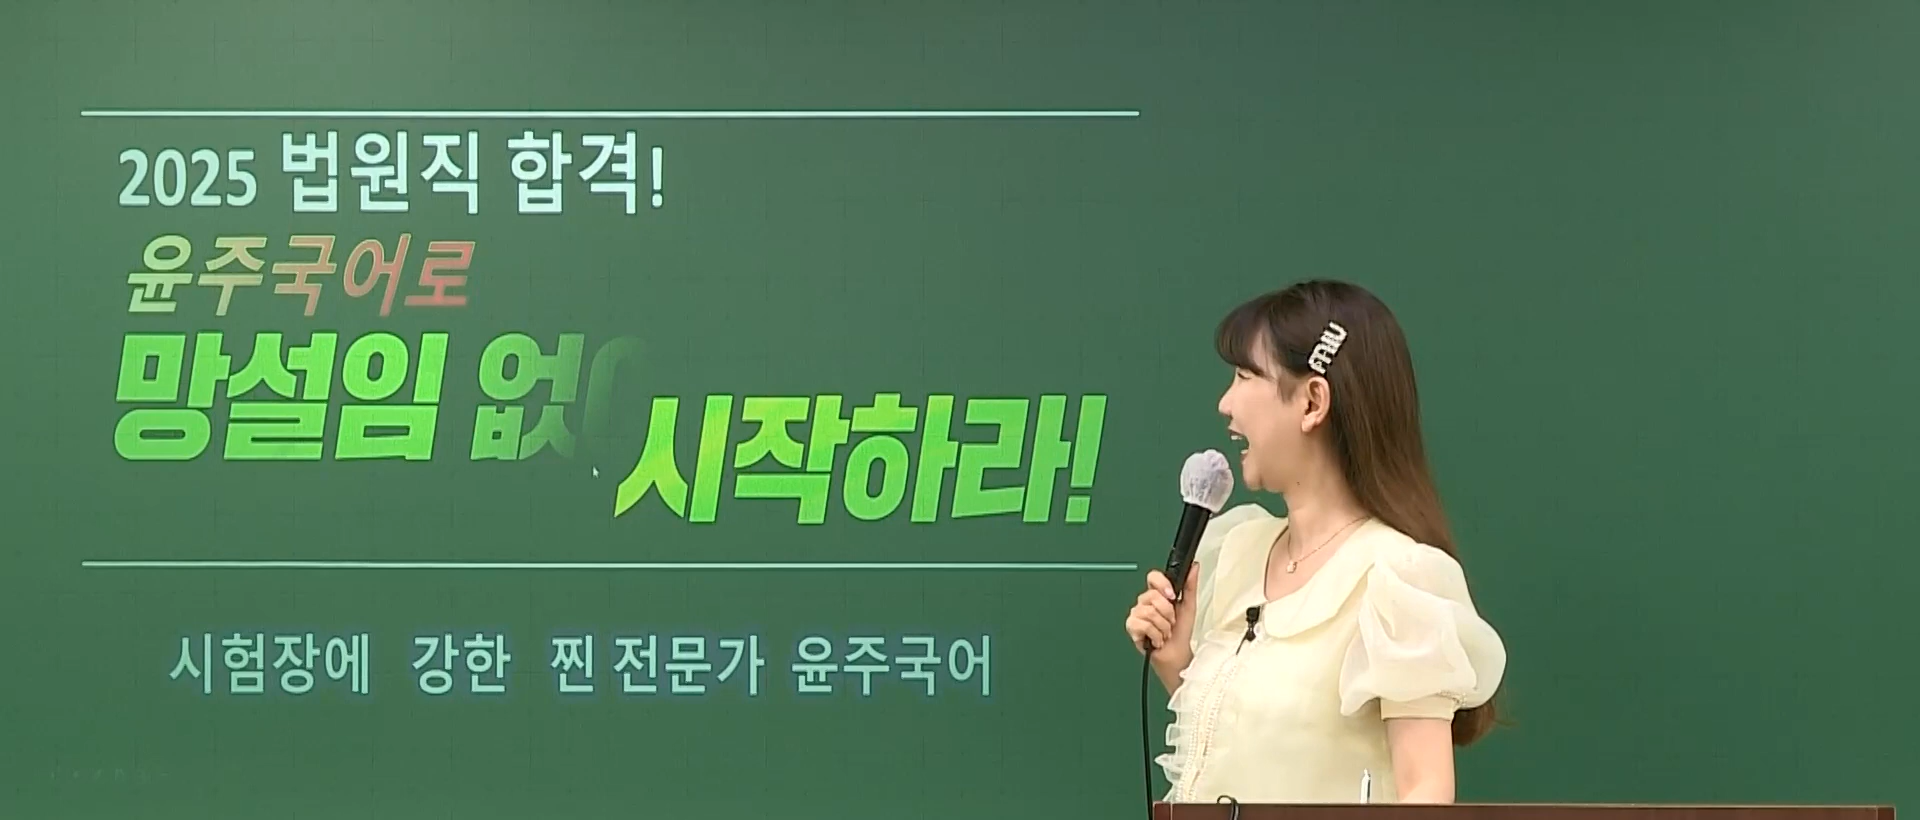 2025 법원직 합격!
윤주국어로
망설임 없
시작하라!
시험장에 강한 찐 전문가 윤주국어